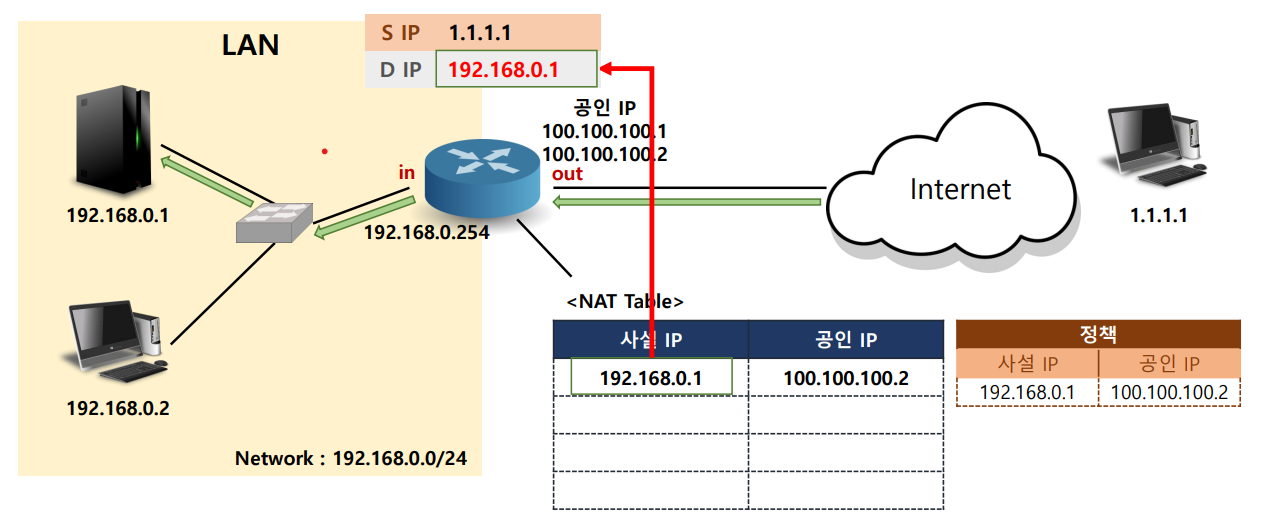 LAN
S IP 1.1.1.1
D IP 192.168.0.1
공인 IP
100.100.100.1
100.100.100.2
in
out
192.168.0.1
192.168.0.254
Internet
1.1.1.1
192.168.0.2
Network : 192.168.0.0/24
<NAT Table>
사설 IP 공인 IP
192.168.0.1 100.100.100.2
정책
사설 IP 공인 IP
192.168.0.1 100.100.100.2